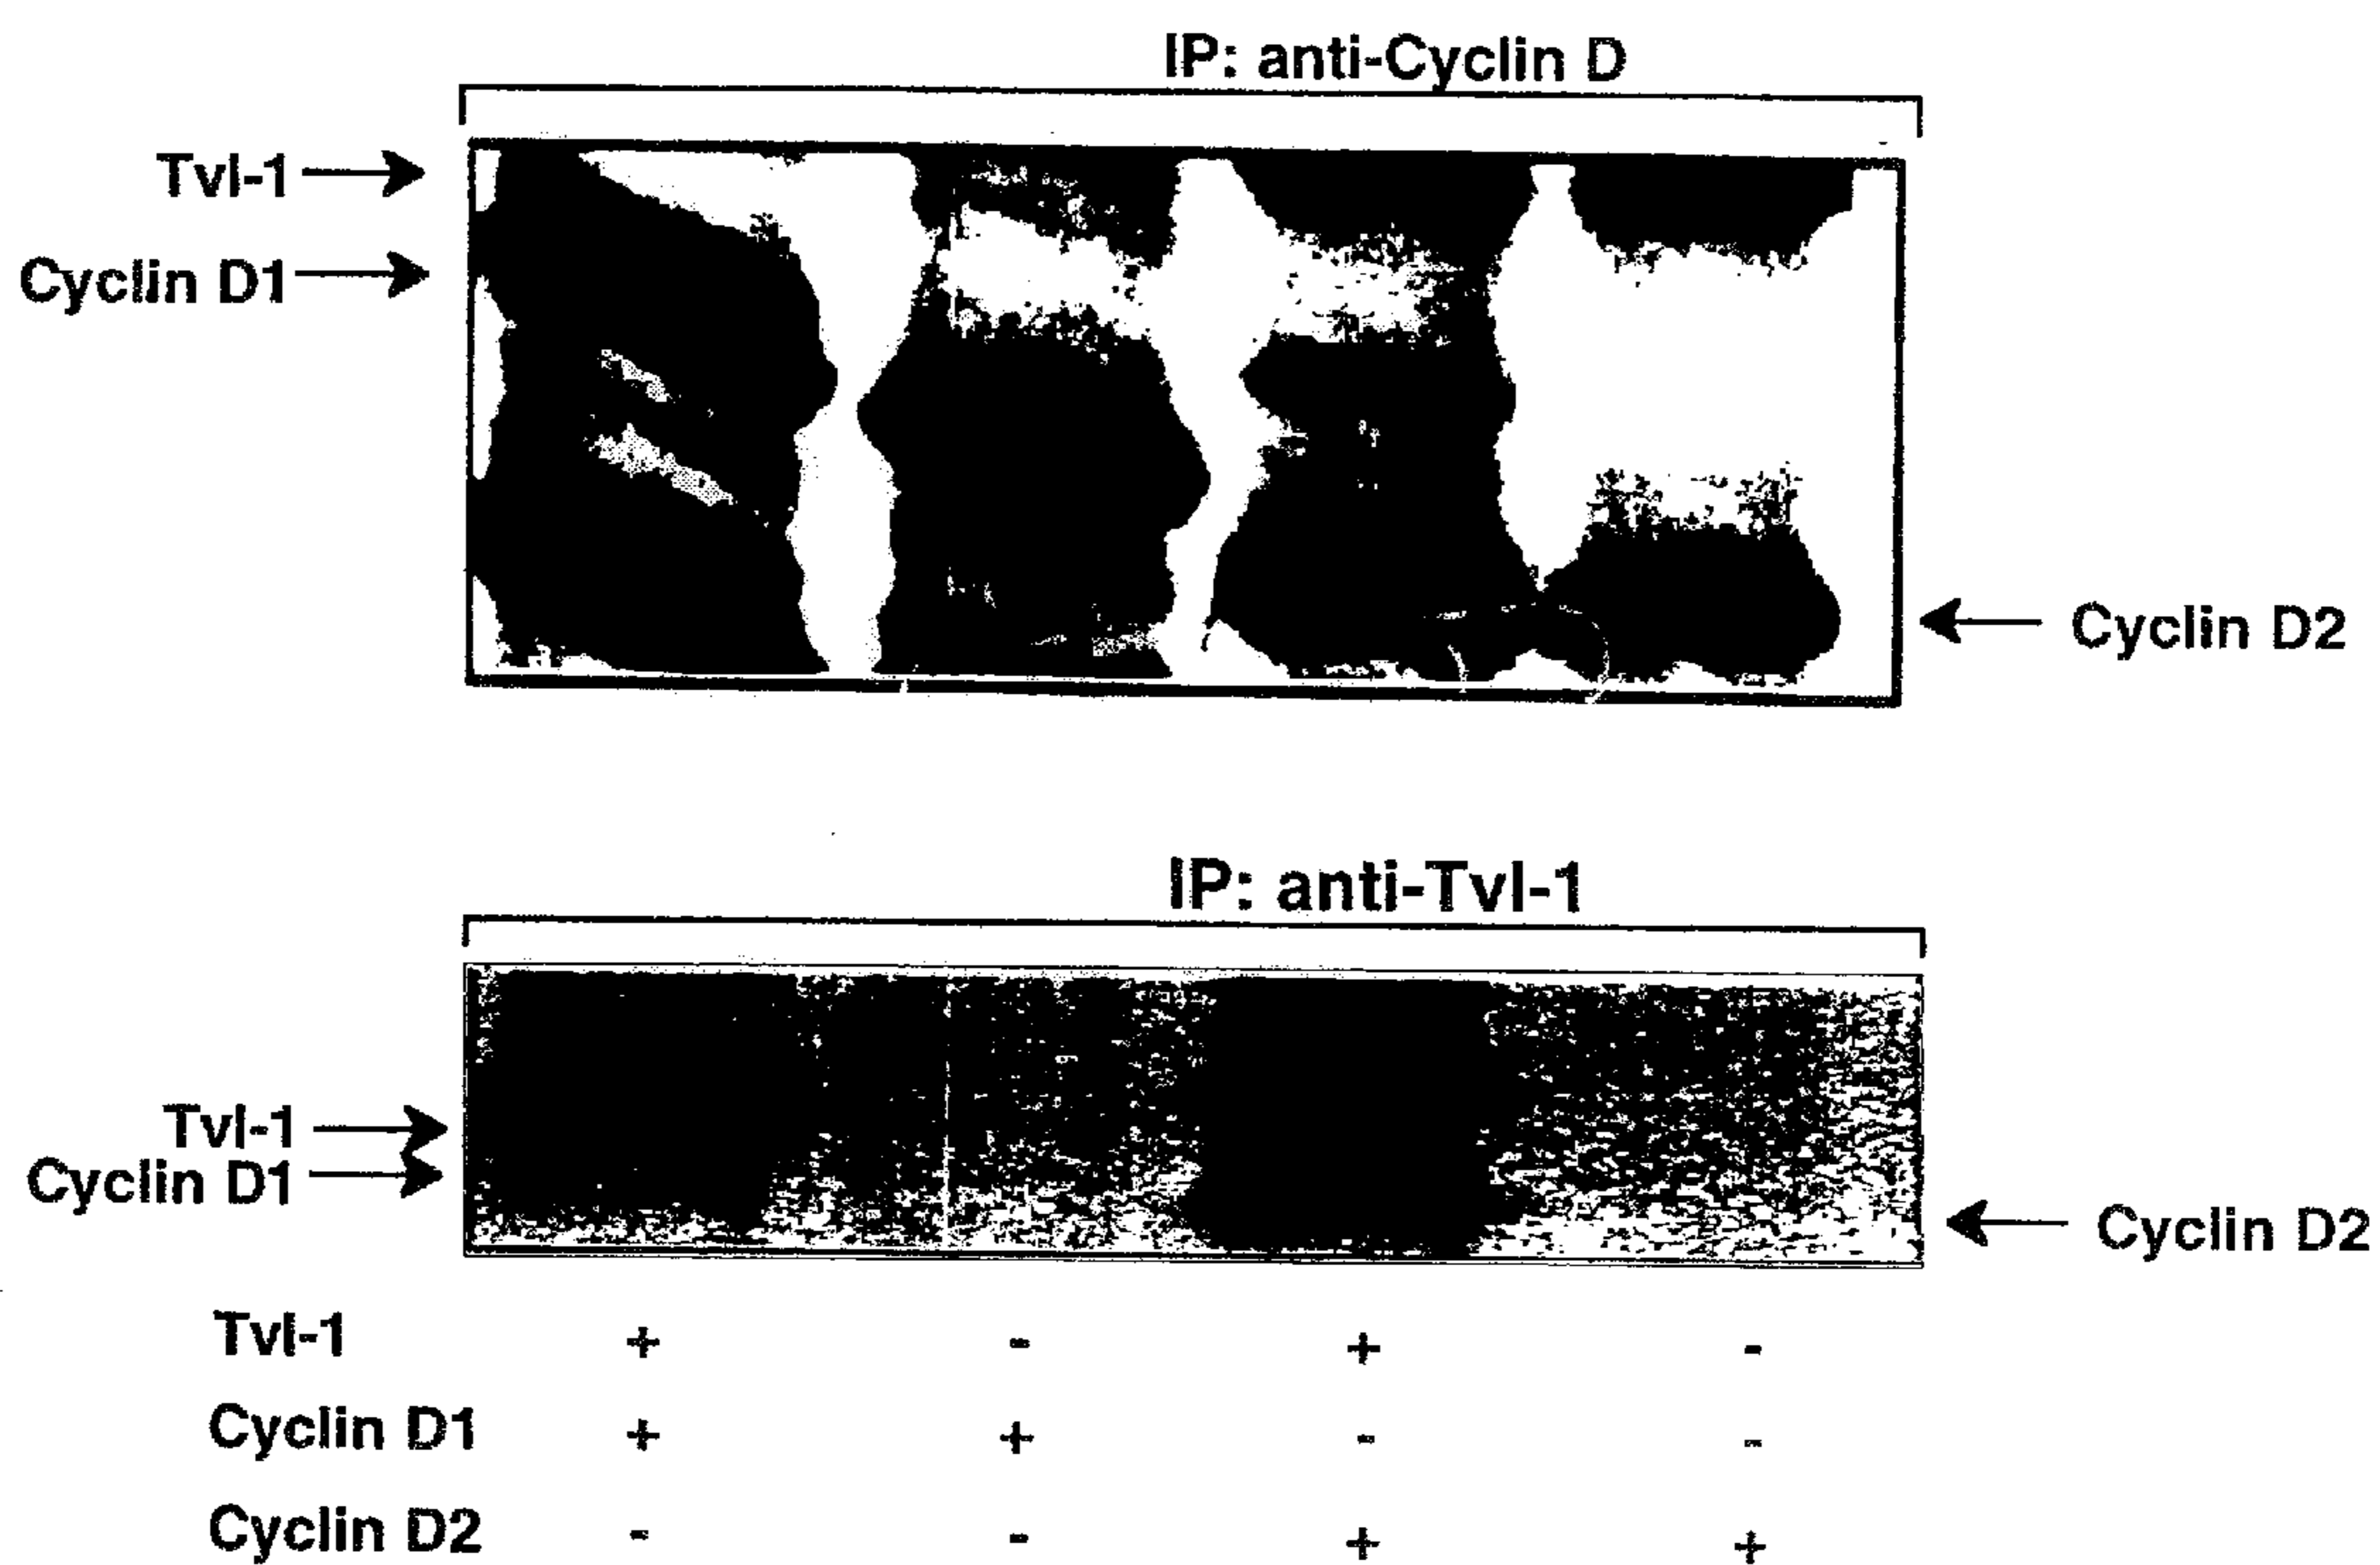 IP: anti-Cyclin D
Tvl-1
Cyclin D1
Cyclin D2
IP: anti-Tvl-1
Tvl-1
Cyclin D1
Cyclin D2
Tvl-1 + - + -
Cyclin D1 + + - -
Cyclin D2 - - + +